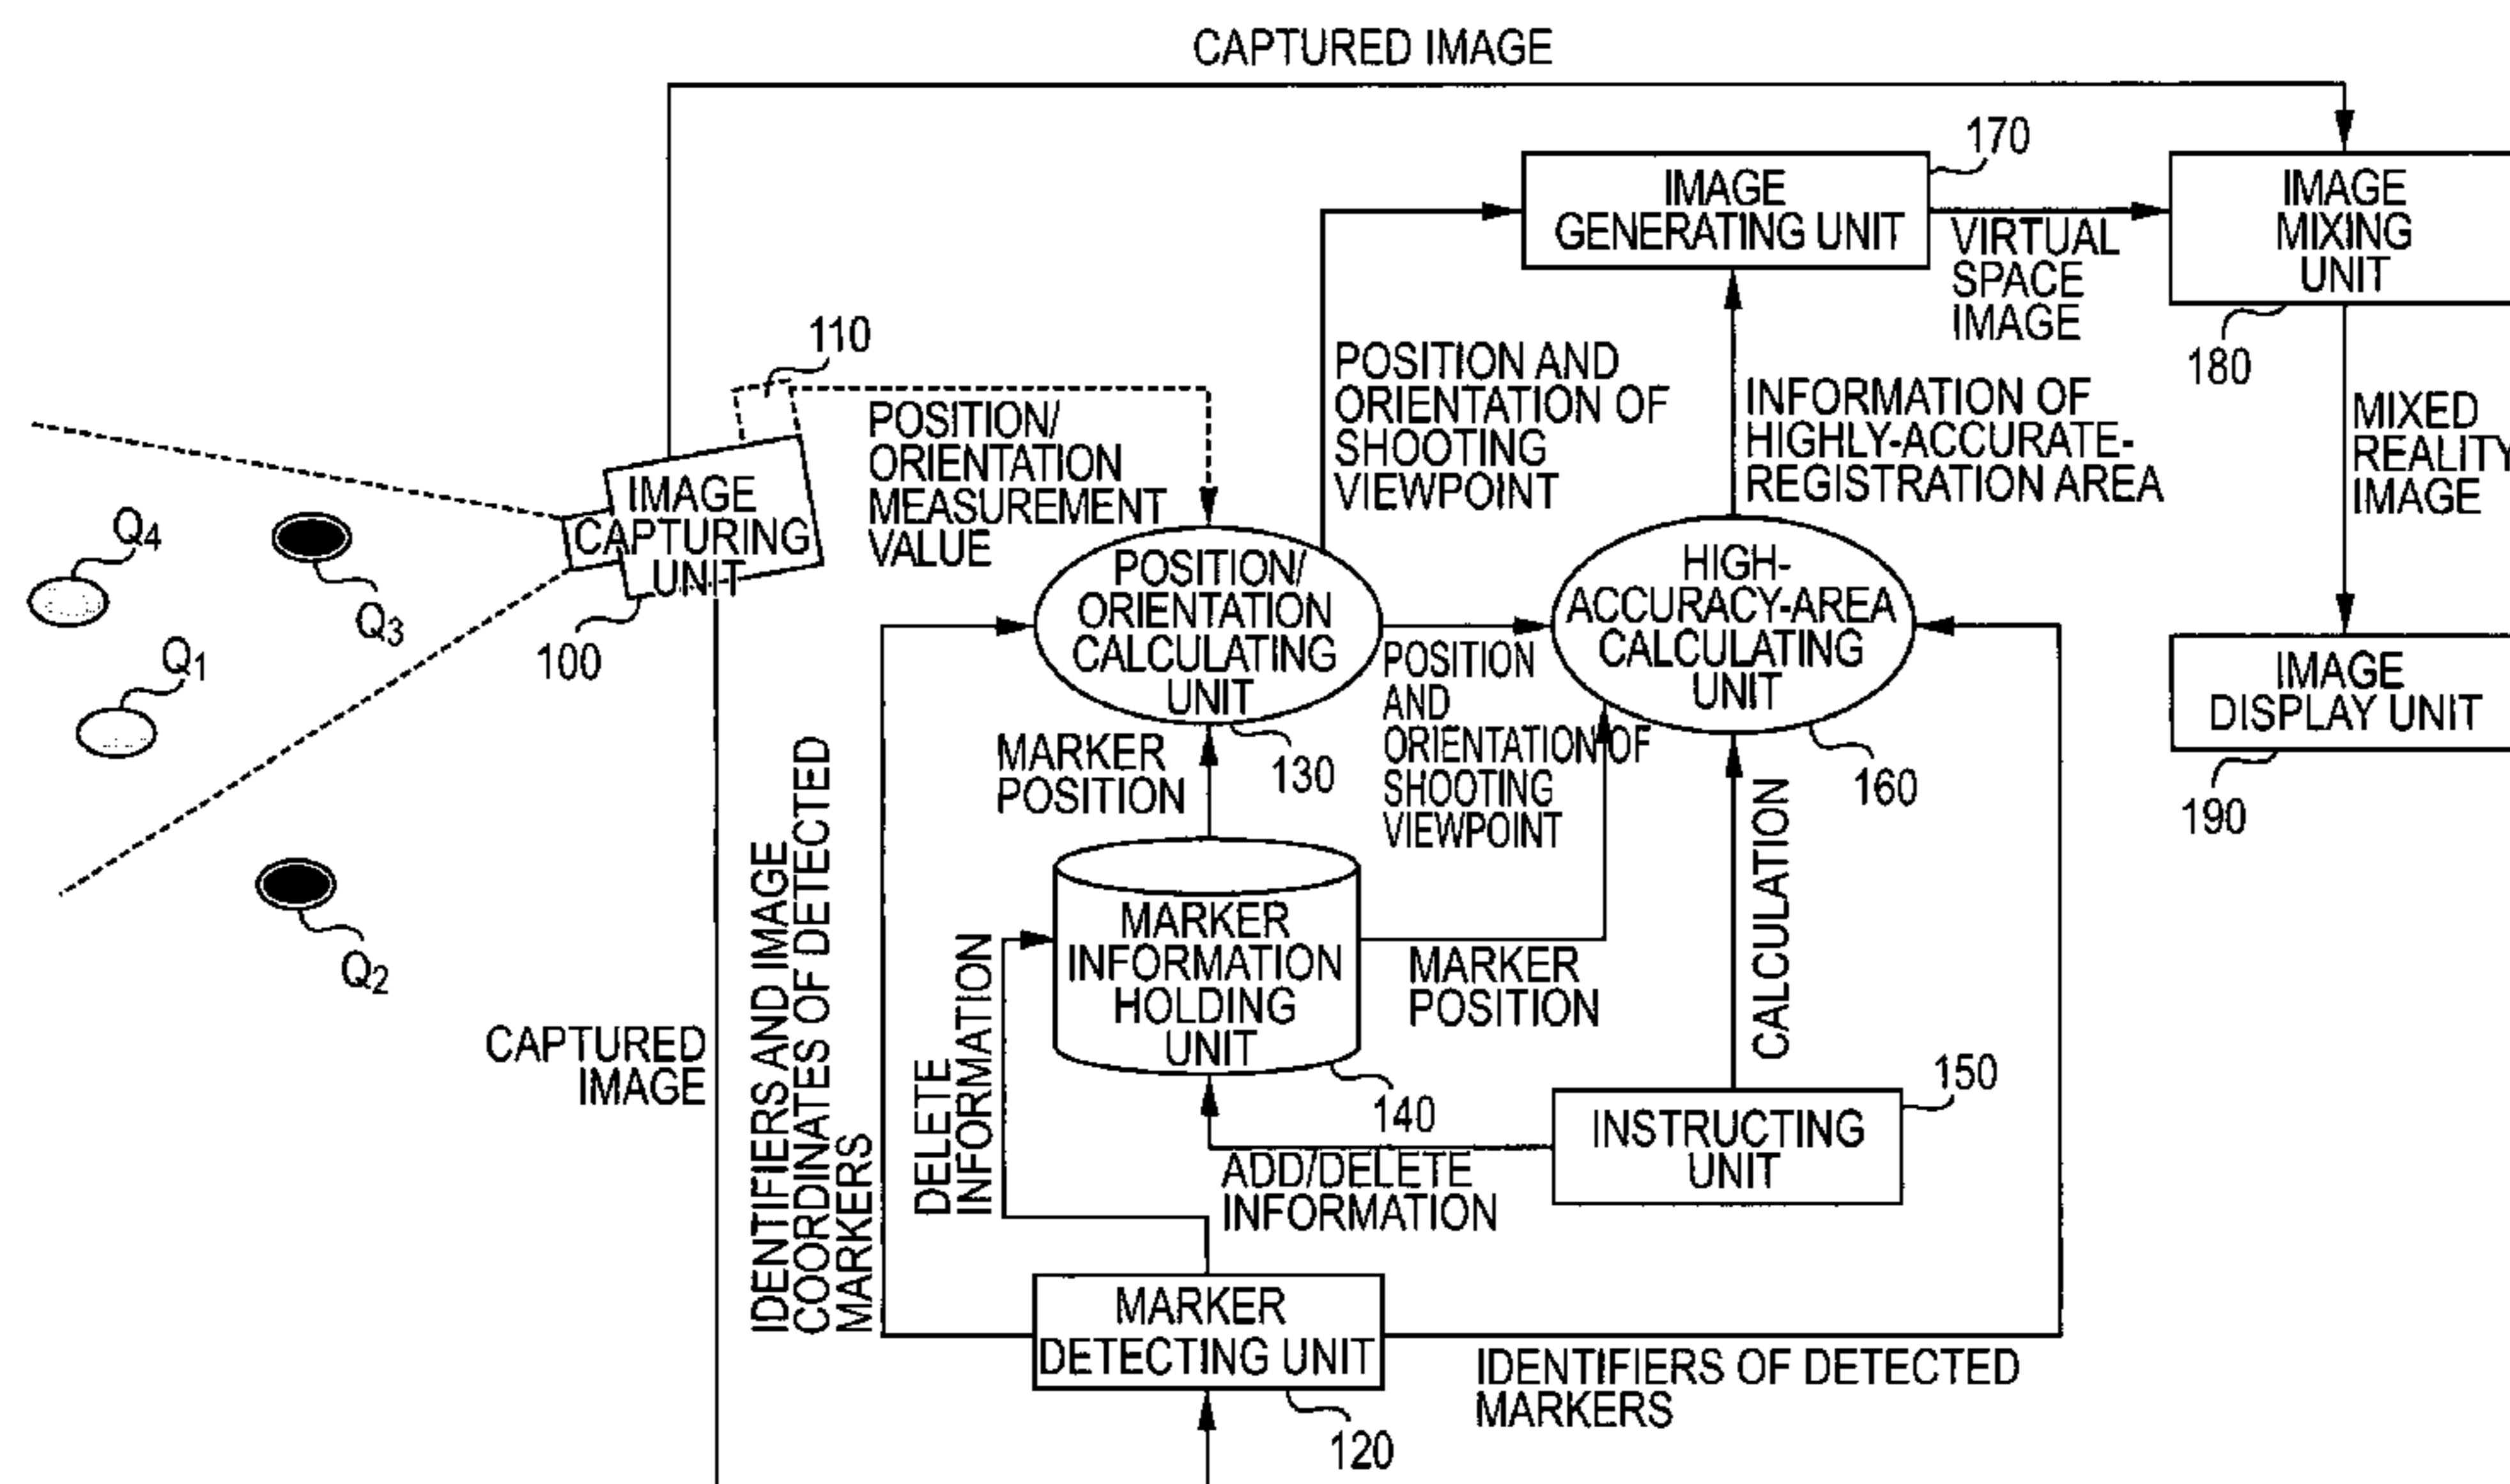 CAPTURED IMAGE
170
IMAGE
GENERATING UNIT
IMAGE
MIXING
UNIT
VIRTUAL
SPACE
IMAGE
180
110
POSITION/
ORIENTATION
MEASUREMENT
VALUE
POSITION AND
ORIENTATION OF
SHOOTING
VIEWPOINT
INFORMATION OF
HIGHLY-ACCURATE-
REGISTRATION AREA
MIXED
REALITY
IMAGE
IMAGE
CAPTURING
UNIT
100
Q4
Q3
Q1
Q2
POSITION/
ORIENTATION
CALCULATING
UNIT
130
POSITION
AND
ORIENTATION OF
SHOOTING
VIEWPOINT
HIGH-
ACCURACY-AREA
CALCULATING
UNIT
160
IMAGE
DISPLAY UNIT
190
MARKER
POSITION
MARKER
INFORMATION
HOLDING
UNIT
140
MARKER
POSITION
CALCULATION
150
INSTRUCTING
UNIT
ADD/DELETE
INFORMATION
DELETE
INFORMATION
IDENTIFIERS AND IMAGE
COORDINATES OF DETECTED
MARKERS
CAPTURED
IMAGE
MARKER
DETECTING UNIT
120
IDENTIFIERS OF DETECTED
MARKERS